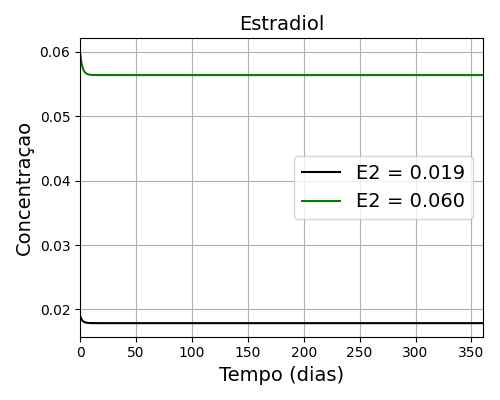 Estradiol
0.06
0.05
0.04
0.03
0.02
Concentraçao
E2 = 0.019
E2 = 0.060
0 50 100 150 200 250 300 350
Tempo (dias)